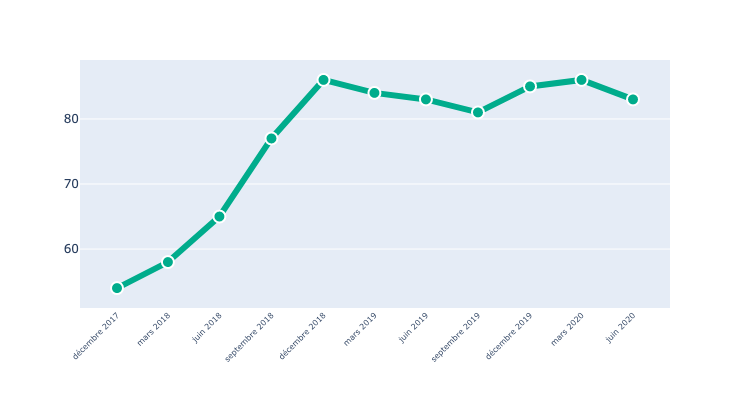 80
70
60
décembre 2017
mars 2018
juin 2018
septembre 2018
décembre 2018
mars 2019
juin 2019
septembre 2019
décembre 2019
mars 2020
juin 2020